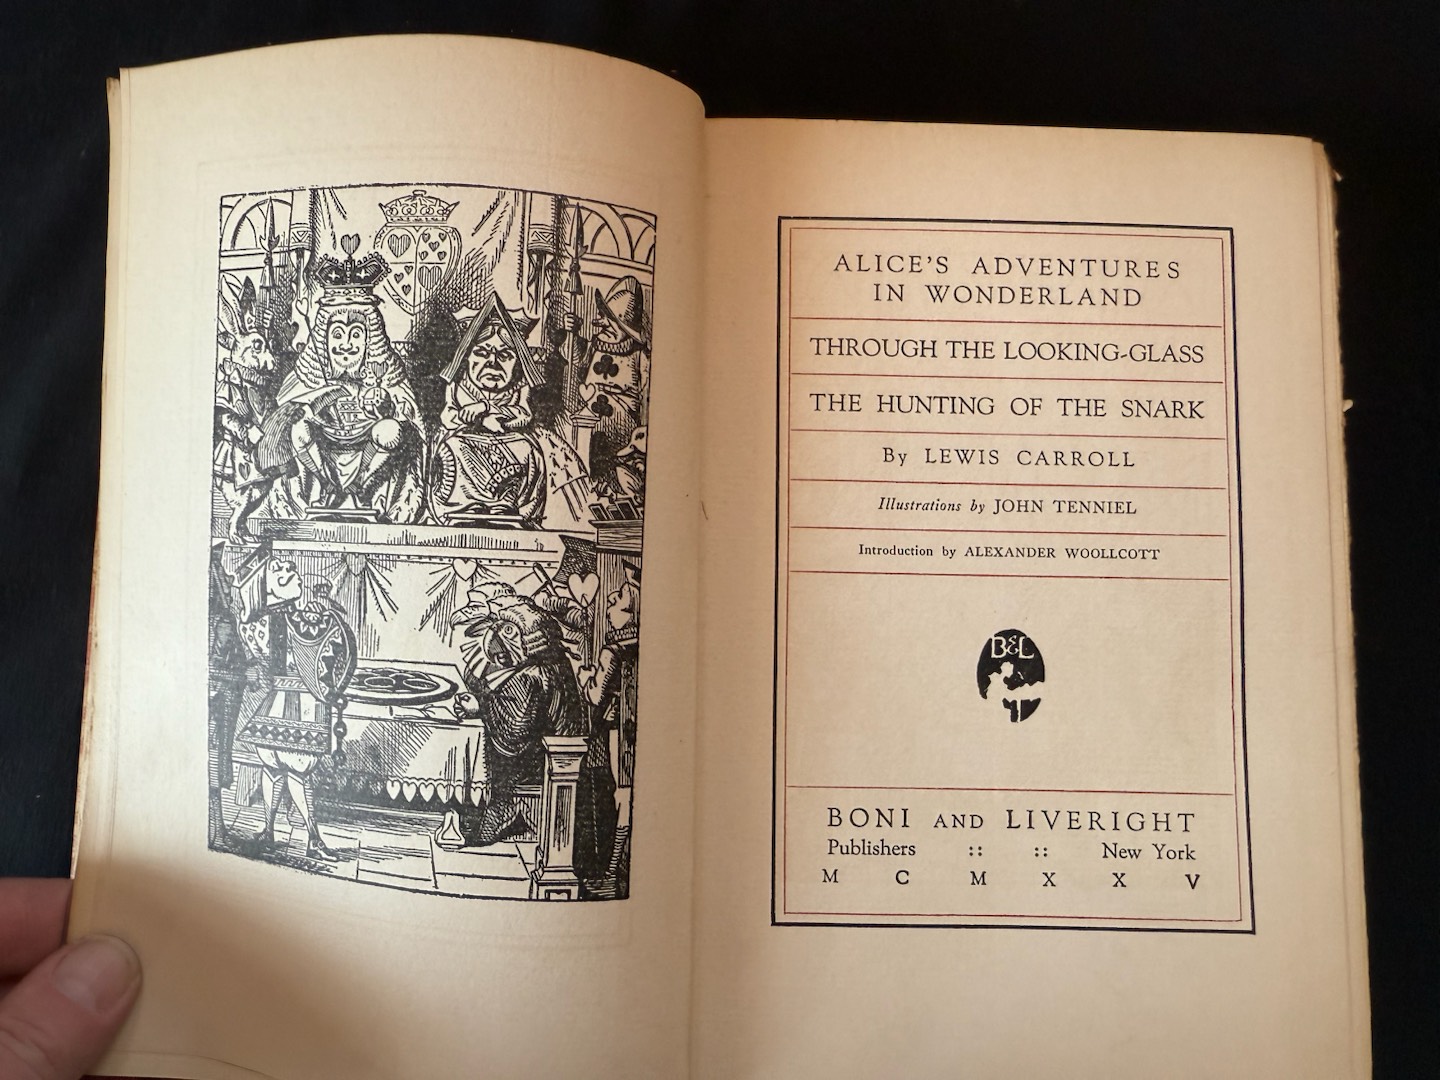 ALICE'S ADVENTURES
IN WONDERLAND
THROUGH THE LOOKING-GLASS
THE HUNTING OF THE SNARK
By LEWIS CARROLL
Illustrations by JOHN TENNIEL
Introduction by ALEXANDER WOOLLCOTT
B&L
BONI AND LIVERIGHT
Publishers :: :: New York
M C M X X V